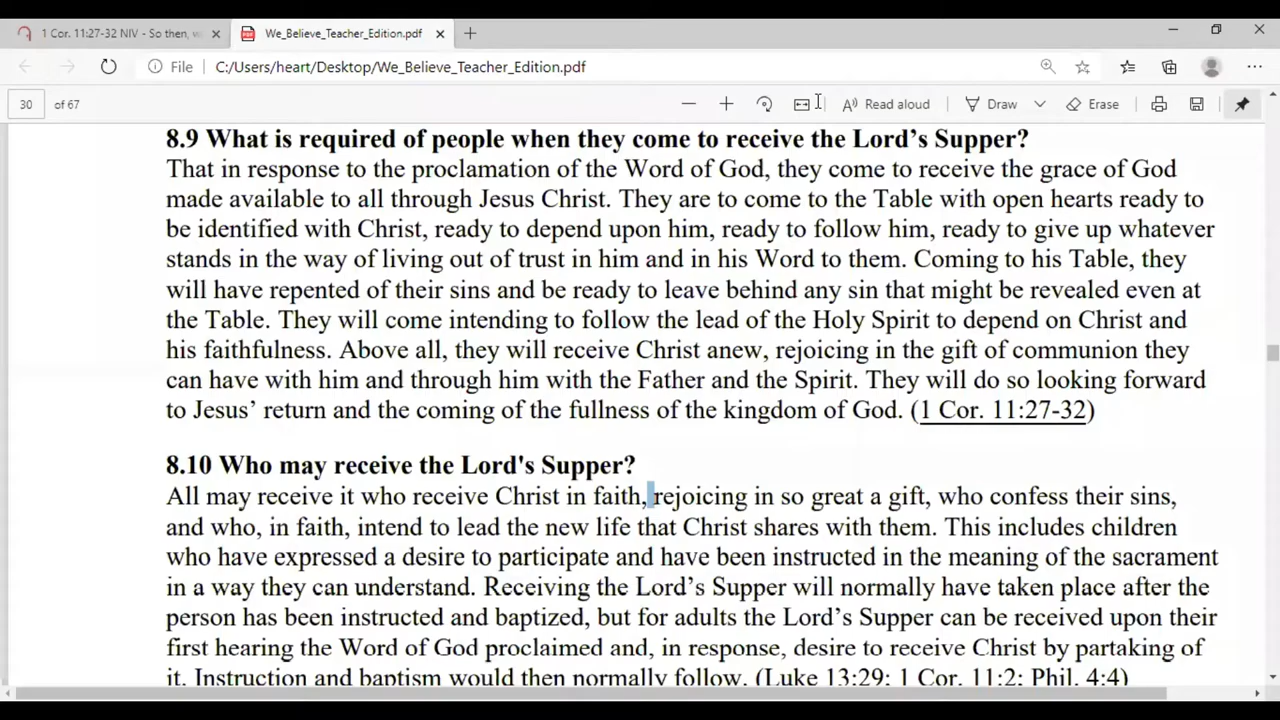 1 Cor. 11:27-32 NIV - So then, w
We_Believe_Teacher_Edition.pdf
File
C:/Users/heart/Desktop/We_Believe_Teacher_Edition.pdf
30 of 67
Read aloud
Draw
Erase
8.9 What is required of people when they come to receive the Lord’s Supper?
That in response to the proclamation of the Word of God, they come to receive the grace of God
made available to all through Jesus Christ. They are to come to the Table with open hearts ready to
be identified with Christ, ready to depend upon him, ready to follow him, ready to give up whatever
stands in the way of living out of trust in him and in his Word to them. Coming to his Table, they
will have repented of their sins and be ready to leave behind any sin that might be revealed even at
the Table. They will come intending to follow the lead of the Holy Spirit to depend on Christ and
his faithfulness. Above all, they will receive Christ anew, rejoicing in the gift of communion they
can have with him and through him with the Father and the Spirit. They will do so looking forward
to Jesus’ return and the coming of the fullness of the kingdom of God. (1 Cor. 11:27-32)
8.10 Who may receive the Lord's Supper?
All may receive it who receive Christ in faith, rejoicing in so great a gift, who confess their sins,
and who, in faith, intend to lead the new life that Christ shares with them. This includes children
who have expressed a desire to participate and have been instructed in the meaning of the sacrament
in a way they can understand. Receiving the Lord’s Supper will normally have taken place after the
person has been instructed and baptized, but for adults the Lord’s Supper can be received upon their
first hearing the Word of God proclaimed and, in response, desire to receive Christ by partaking of
it. Instruction and baptism would then normally follow. (Luke 13:29; 1 Cor. 11:2; Phil. 4:4)